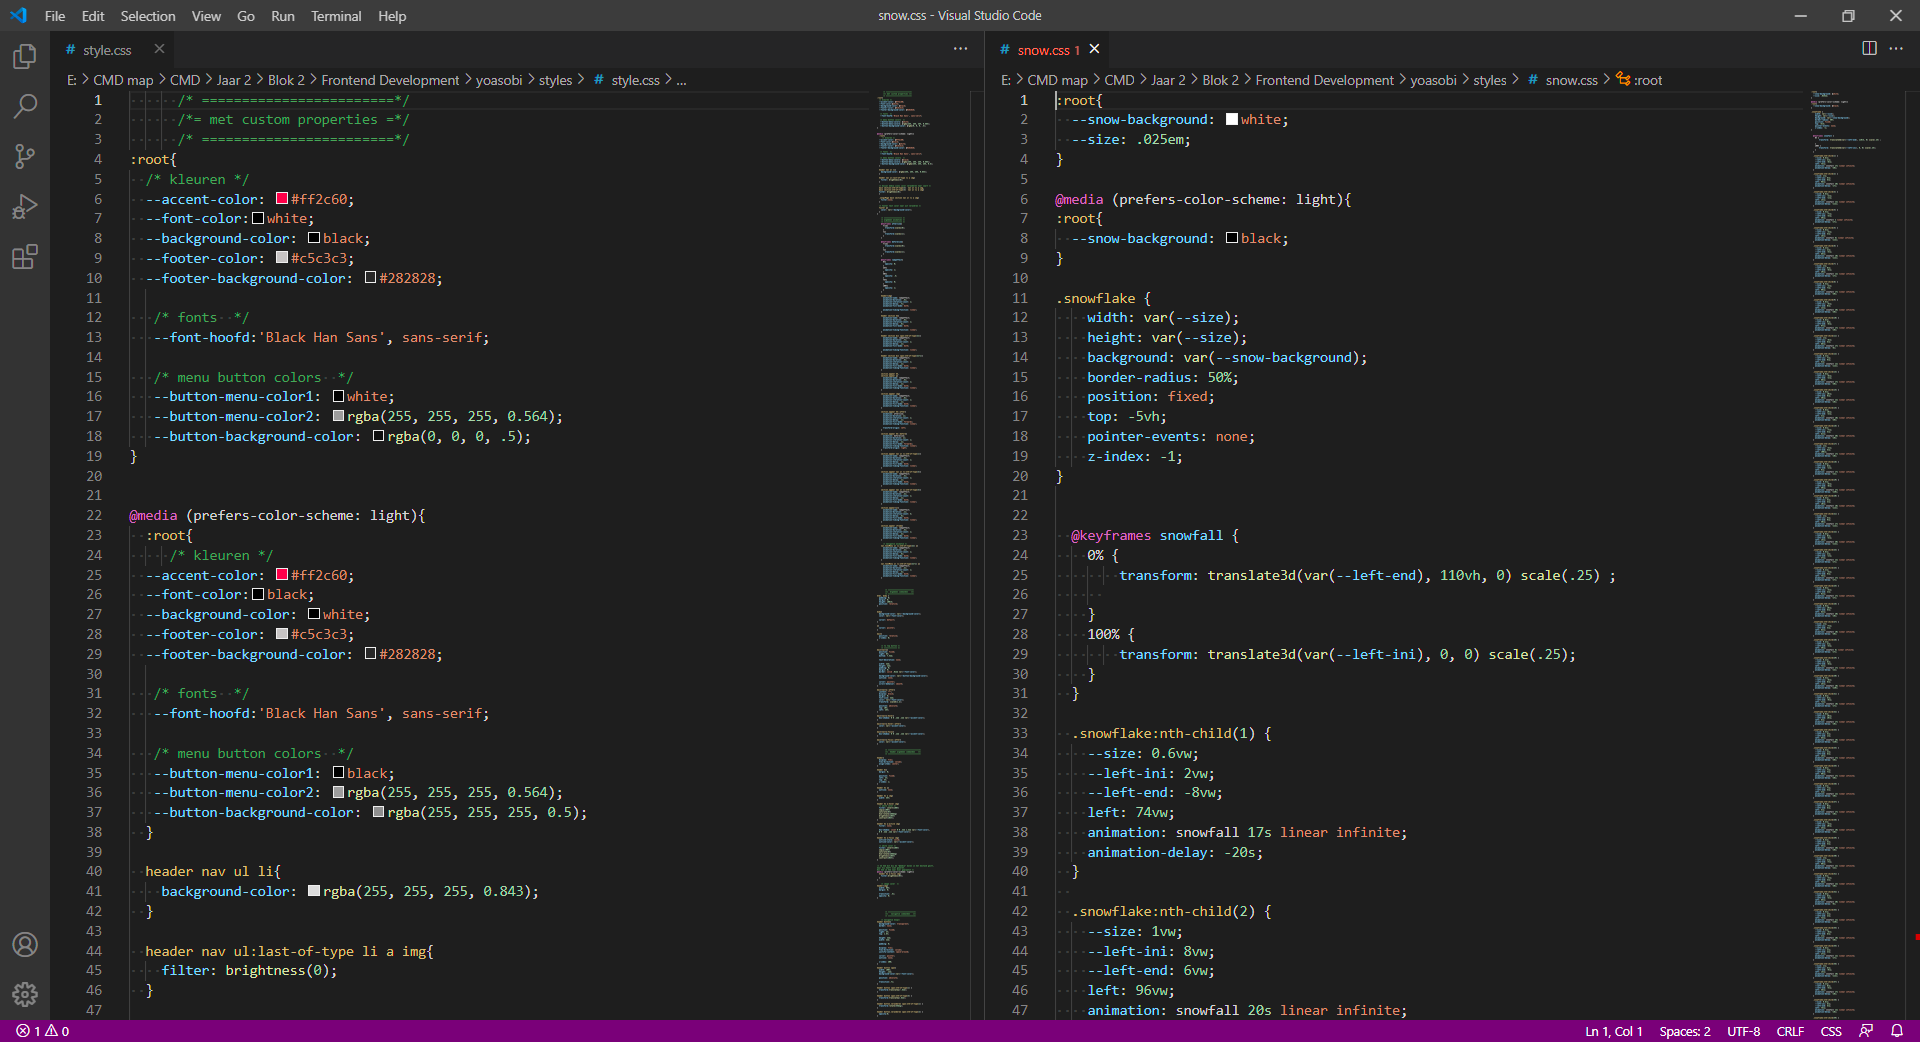 File Edit Selection View Go Run Terminal Help
snow.css - Visual Studio Code
# style.css
E: > CMD map > CMD > Jaar 2 > Blok 2 > Frontend Development > yoasobi > styles > # style.css > ...
1 /* ========================*/
2 /*= met custom properties =*/
3 /* ========================*/
4 :root{
5 /* kleuren */
6 --accent-color: #ff2c60;
7 --font-color: white;
8 --background-color: black;
9 --footer-color: #c5c3c3;
10 --footer-background-color: #282828;
11
12 /* fonts */
13 --font-hoofd:'Black Han Sans', sans-serif;
14
15 /* menu button colors */
16 --button-menu-color1: white;
17 --button-menu-color2: rgba(255, 255, 255, 0.564);
18 --button-background-color: rgba(0, 0, 0, .5);
19 }
20
21
22 @media (prefers-color-scheme: light){
23 :root{
24 /* kleuren */
25 --accent-color: #ff2c60;
26 --font-color: black;
27 --background-color: white;
28 --footer-color: #c5c3c3;
29 --footer-background-color: #282828;
30
31 /* fonts */
32 --font-hoofd:'Black Han Sans', sans-serif;
33
34 /* menu button colors */
35 --button-menu-color1: black;
36 --button-menu-color2: rgba(255, 255, 255, 0.564);
37 --button-background-color: rgba(255, 255, 255, 0.5);
38 }
39
40 header nav ul li{
41 background-color: rgba(255, 255, 255, 0.843);
42 }
43
44 header nav ul:last-of-type li a img{
45 filter: brightness(0);
46 }
47
# snow.css 1
E: > CMD map > CMD > Jaar 2 > Blok 2 > Frontend Development > yoasobi > styles > # snow.css > :root
1 :root{
2 --snow-background: white;
3 --size: .025em;
4 }
5
6 @media (prefers-color-scheme: light){
7 :root{
8 --snow-background: black;
9 }
10
11 .snowflake {
12 width: var(--size);
13 height: var(--size);
14 background: var(--snow-background);
15 border-radius: 50%;
16 position: fixed;
17 top: -5vh;
18 pointer-events: none;
19 z-index: -1;
20 }
21
22
23 @keyframes snowfall {
24 0% {
25 transform: translate3d(var(--left-end), 110vh, 0) scale(.25) ;
26
27 }
28 100% {
29 transform: translate3d(var(--left-ini), 0, 0) scale(.25);
30 }
31 }
32
33 .snowflake:nth-child(1) {
34 --size: 0.6vw;
35 --left-ini: 2vw;
36 --left-end: -8vw;
37 left: 74vw;
38 animation: snowfall 17s linear infinite;
39 animation-delay: -20s;
40 }
41
42 .snowflake:nth-child(2) {
43 --size: 1vw;
44 --left-ini: 8vw;
45 --left-end: 6vw;
46 left: 96vw;
47 animation: snowfall 20s linear infinite;
1 0
Ln 1, Col 1 Spaces: 2 UTF-8 CRLF CSS